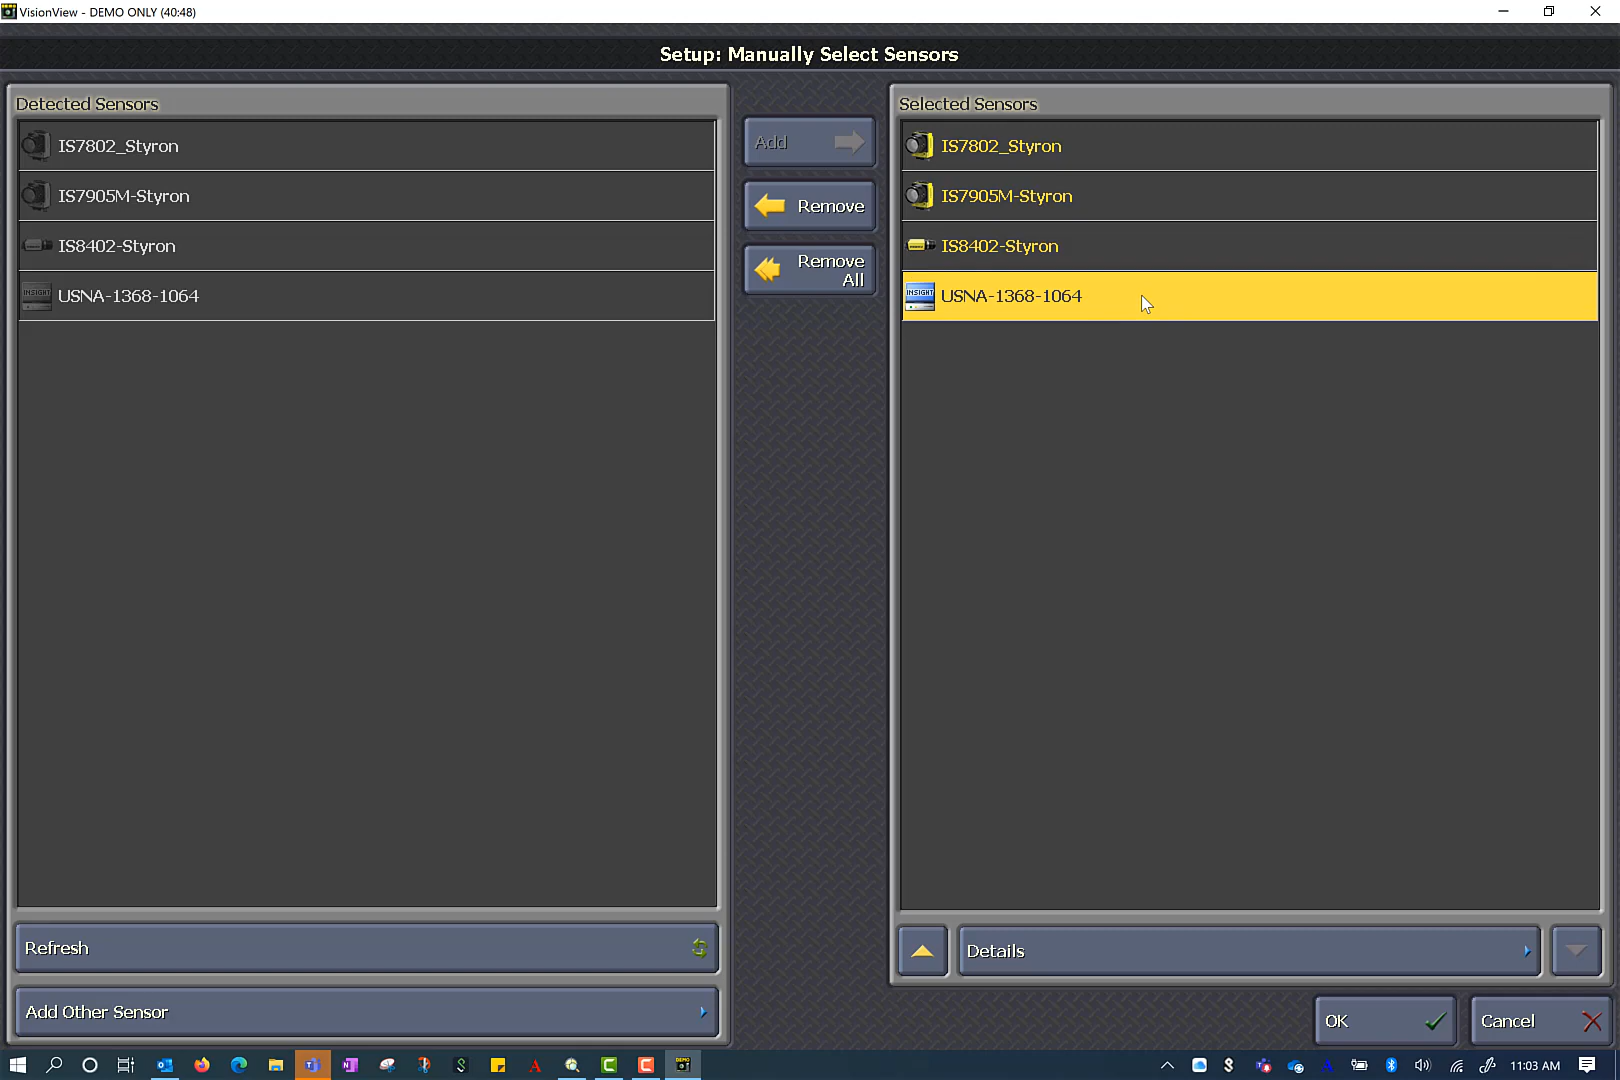 VisionView - DEMO ONLY (40:48)
Setup: Manually Select Sensors
Detected Sensors
IS7802_Styron
IS7905M-Styron
IS8402-Styron
INSIGHT USNA-1368-1064
Refresh
Add Other Sensor
Add
Remove
Remove
All
Selected Sensors
IS7802_Styron
IS7905M-Styron
IS8402-Styron
INSIGHT USNA-1368-1064
Details
OK
Cancel
11:03 AM